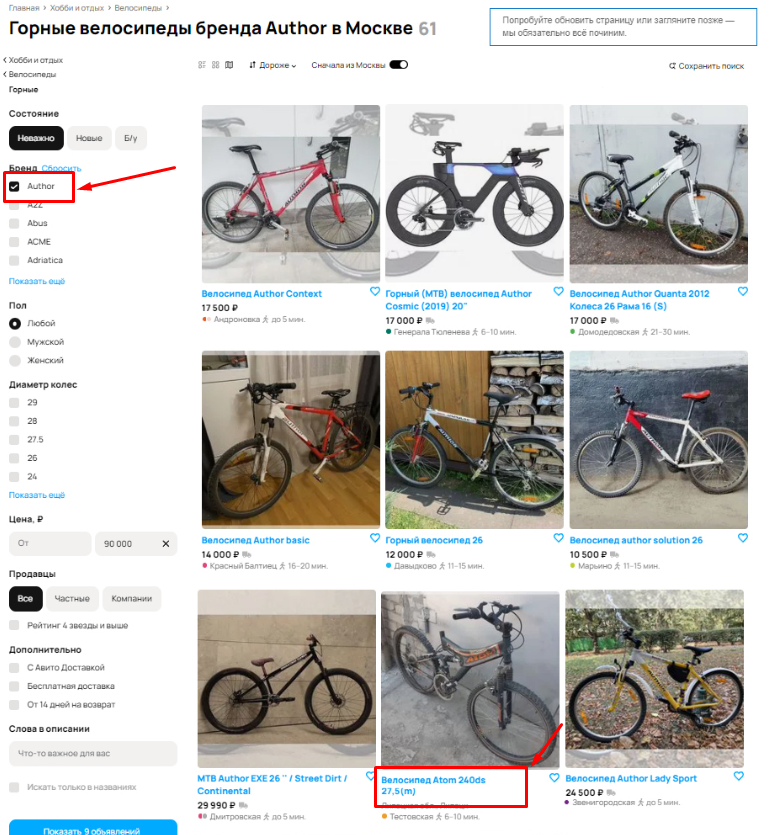 Главная > Хобби и отдых > Велосипеды >
Горные велосипеды бренда Author в Москве 61
Попробуйте обновить страницу или загляните позже —
мы обязательно всё починим.
Хобби и отдых
Велосипеды
Горные
Дороже
Сначала из Москвы
Сохранить поиск
Состояние
Неважно
Новые
Б/у
Бренд Сбросить
Author
A2Z
Abus
ACME
Adriatica
Показать ещё
Пол
Любой
Мужской
Женский
Диаметр колес
29
28
27.5
26
24
Показать ещё
Цена, ₽
От
90 000
Продавцы
Все
Частные
Компании
Рейтинг 4 звезды и выше
Дополнительно
С Авито Доставкой
Бесплатная доставка
От 14 дней на возврат
Слова в описании
Что-то важное для вас
Искать только в названиях
Показать 9 объявлений
Велосипед Author Context
17 500 ₽
Андроновка до 5 мин.
Горный (MTB) велосипед Author
Cosmic (2019) 20"
17 000 ₽
Генерала Тюленева 6–10 мин.
Велосипед Author Quanta 2012
Колеса 26 Рама 16 (S)
17 000 ₽
Домодедовская 21–30 мин.
Велосипед Author basic
14 000 ₽
Красный Балтиец 16–20 мин.
Горный велосипед 26
12 000 ₽
Давыдково 11–15 мин.
Велосипед author solution 26
10 500 ₽
Марьино 11–15 мин.
MTB Author EXE 26 '' / Street Dirt /
Continental
29 990 ₽
Дмитровская до 5 мин.
Велосипед Atom 240ds
27,5(m)
Тестовская 6–10 мин.
Велосипед Author Lady Sport
24 500 ₽
Звенигородская до 5 мин.